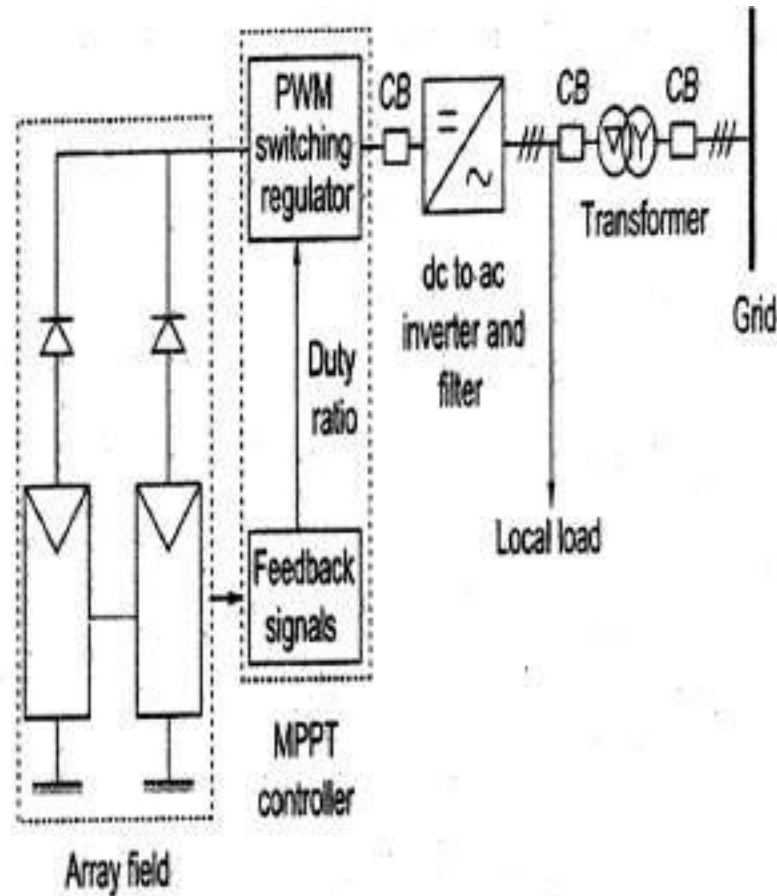 PWM
switching
regulator
CB
=
~
CB
CB
Transformer
dc to ac
inverter and
filter
Grid
Duty
ratio
Local load
Feedback
signals
MPPT
controller
Array field